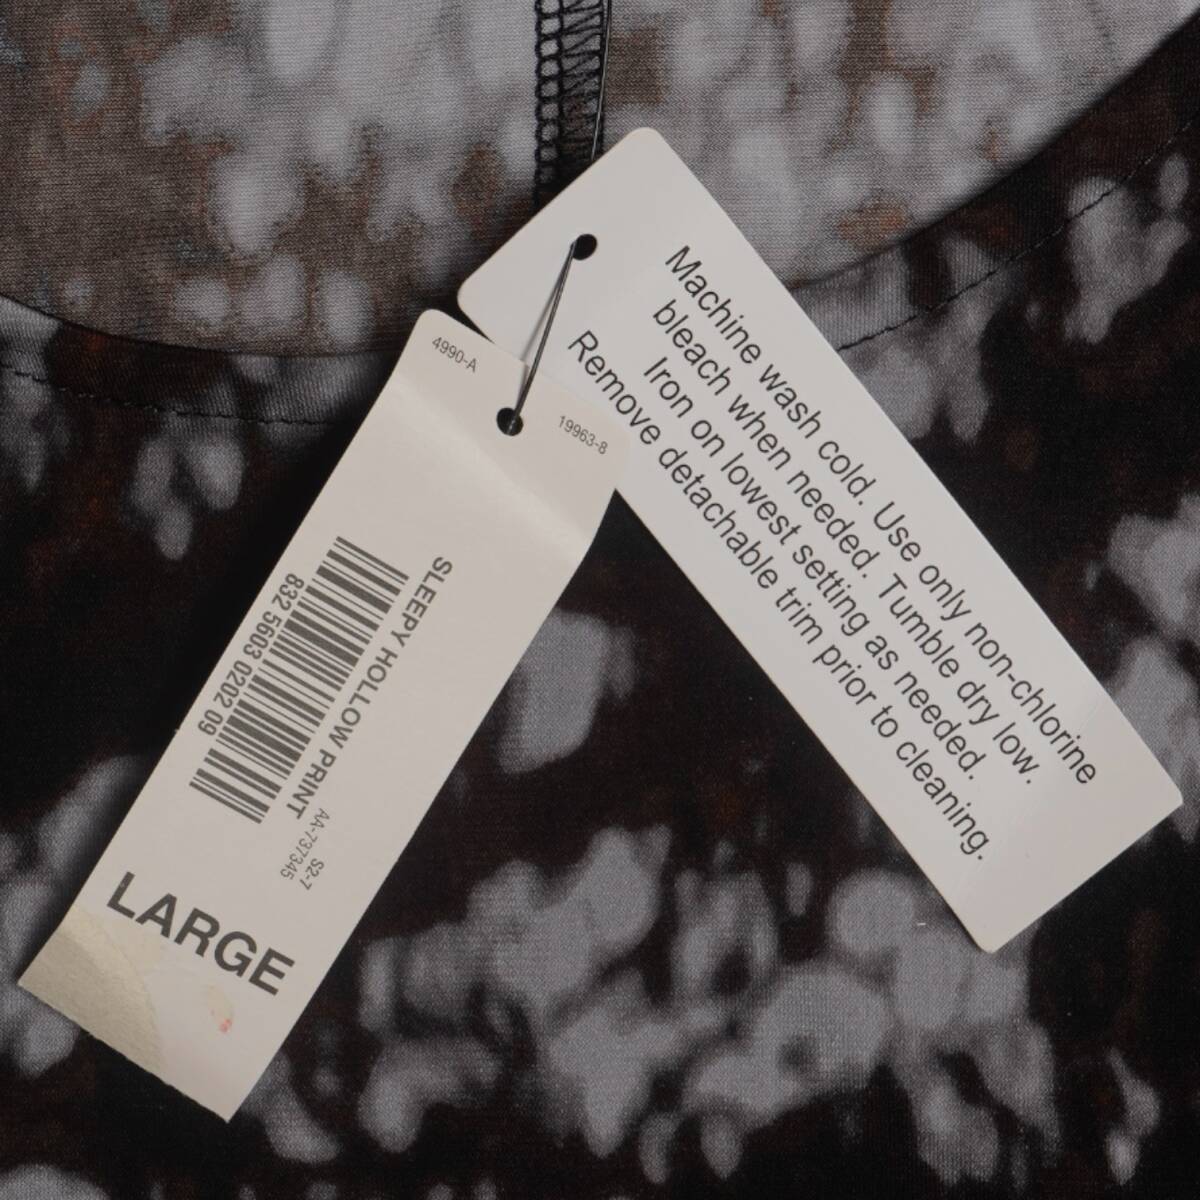 Machine wash cold. Use only non-chlorine
bleach when needed. Tumble dry low.
Iron on lowest setting as needed.
Remove detachable trim prior to cleaning.
4990-A
19963-8
SLEEPY HOLLOW PRINT
832 5603 0202 09
S2-7
AA-737345
LARGE